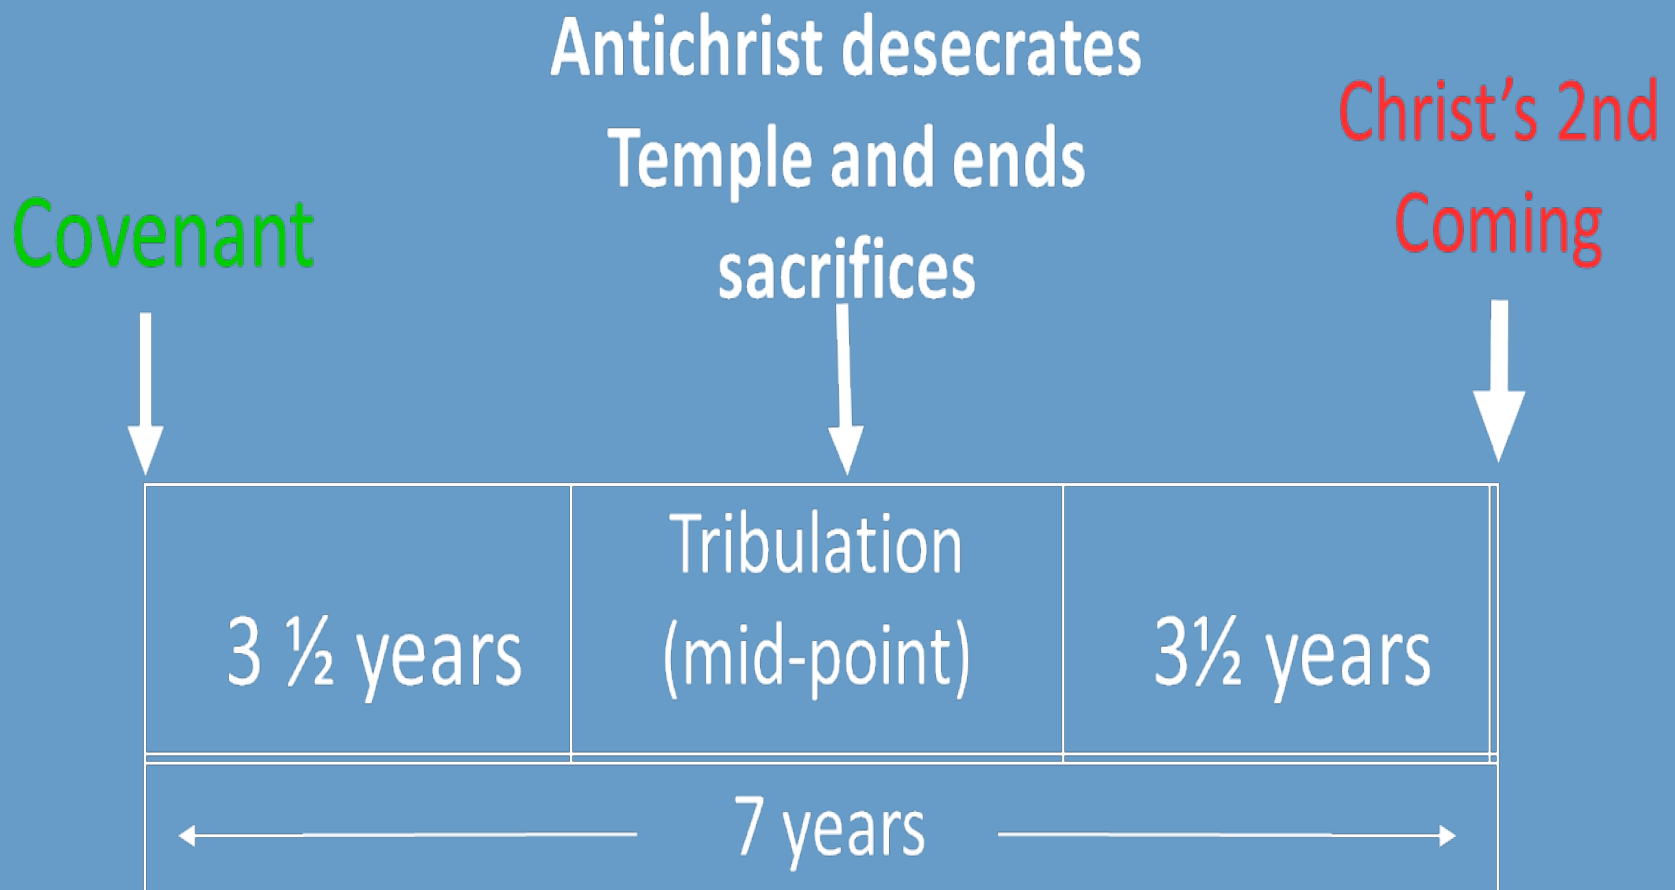 Antichrist desecrates
Temple and ends
sacrifices
Christ’s 2nd
Coming
Covenant
Tribulation
(mid-point)
3 ½ years
3½ years
7 years